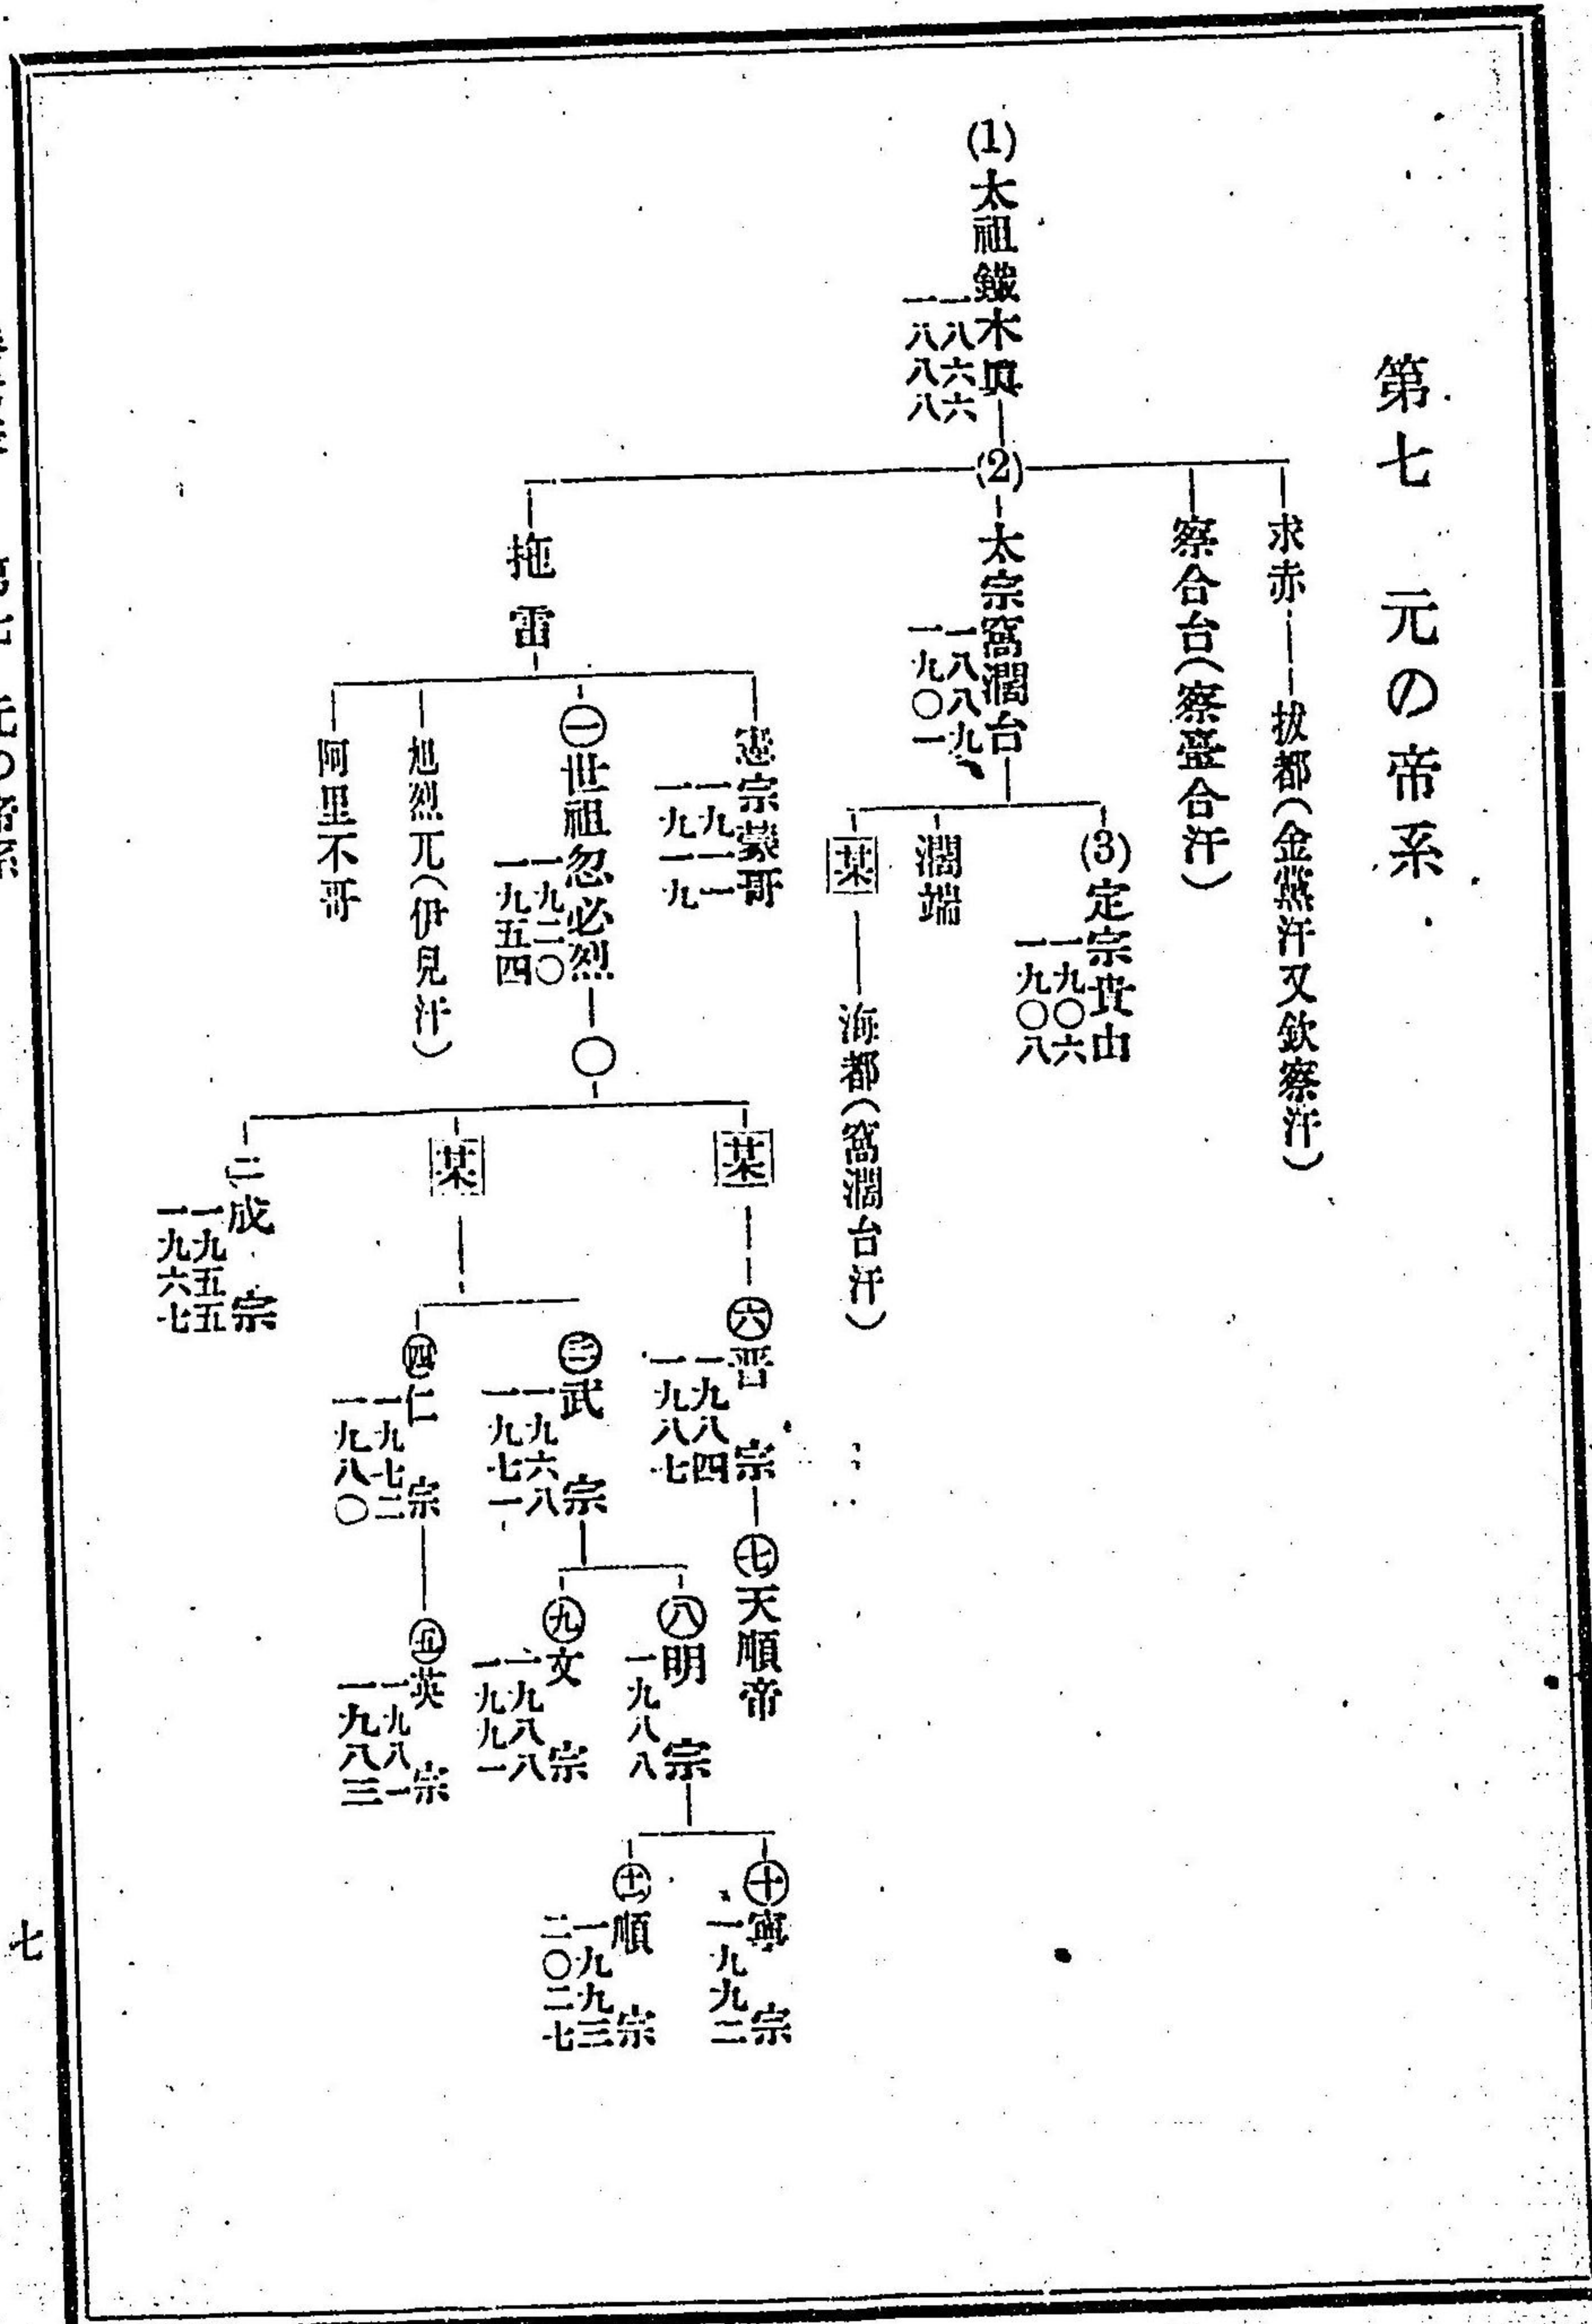 第七 元の帝系
求赤――拔都(金黨汗又欽察汗)
察合台(察臺合汗)
(1)太祖鐵木眞
一八六六
一八八八
(2)太宗窩濶台
一八八九
一九〇一
(3)定宗貴由
一九〇六
一九〇八
濶端
某――海都(窩濶台汗)
拖雷
憲宗蒙哥
一九一一
一九一九
㊀世祖忽必烈
一九二〇
一九五四
旭烈兀(伊見汗)
阿里不哥
〇
某
㊅晋宗
一九八四
一九八七
㊆天順帝
某
㊂武宗
一九六八
一九七一
㊇明宗
一九八八
㊉寧宗
一九九二
(十一)順宗
一九九三
二〇二七
㊈文宗
一九八八
一九九一
㊃仁宗
一九七二
一九八〇
㊄英宗
一九八一
一九八三
二成宗
一九五五
一九六七
七